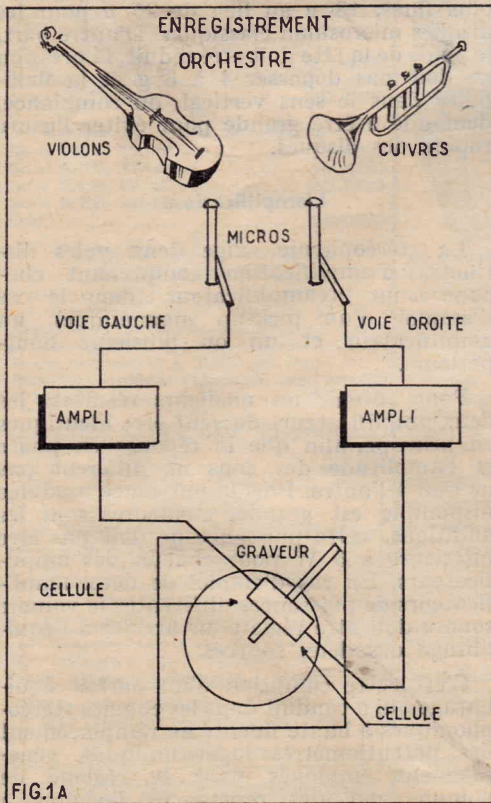 ENREGISTREMENT
ORCHESTRE
VIOLONS
CUIVRES
MICROS
VOIE GAUCHE
VOIE DROITE
AMPLI
AMPLI
GRAVEUR
CELLULE
CELLULE
FIG.1A